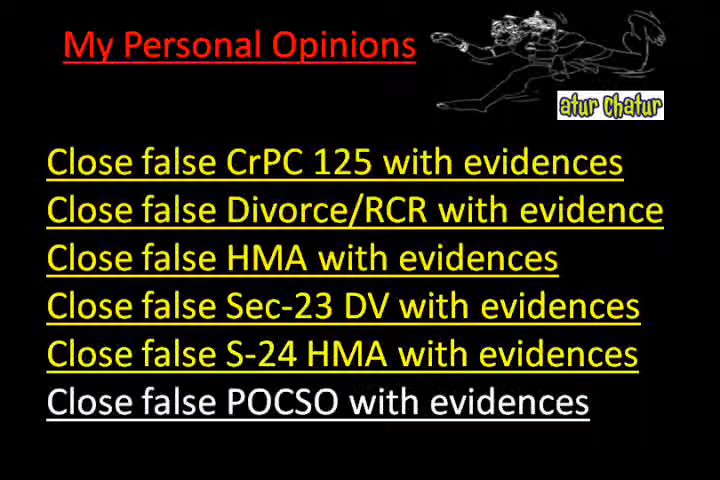 My Personal Opinions
atur chatur
Close false CrPC 125 with evidences
Close false Divorce/RCR with evidence
Close false HMA with evidences
Close false Sec-23 DV with evidences
Close false S-24 HMA with evidences
Close false POCSO with evidences